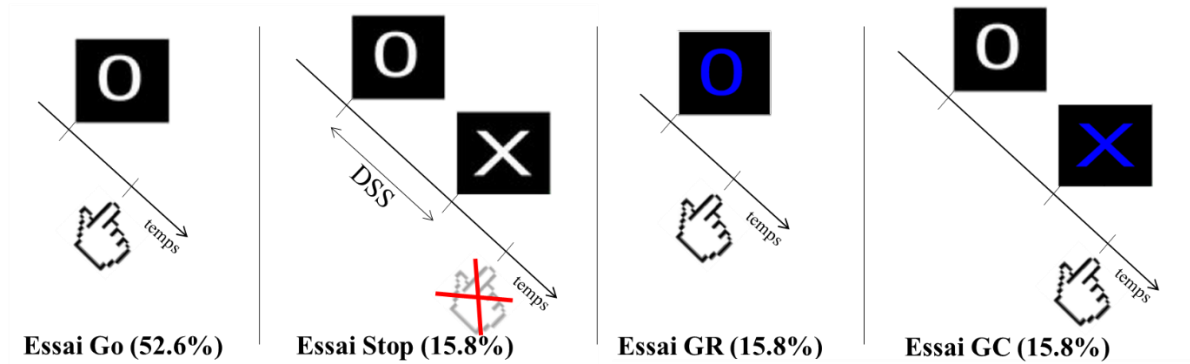 O
temps
Essai Go (52.6%)
O
X
DSS
temps
Essai Stop (15.8%)
O
temps
Essai GR (15.8%)
O
X
temps
Essai GC (15.8%)